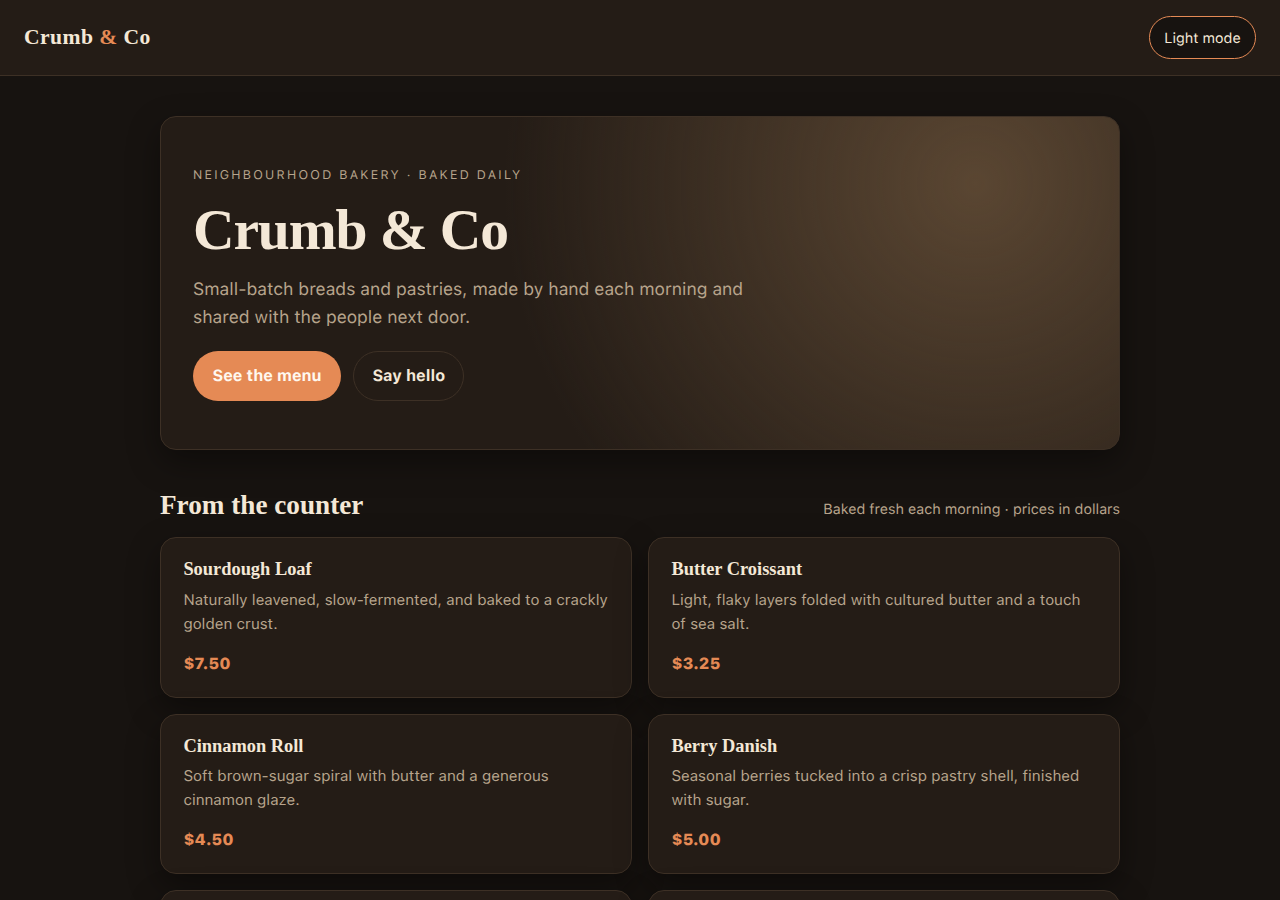 Crumb & Co
Light mode
NEIGHBOURHOOD BAKERY · BAKED DAILY
Crumb & Co
Small-batch breads and pastries, made by hand each morning and
shared with the people next door.
See the menu
Say hello
From the counter
Baked fresh each morning · prices in dollars
Sourdough Loaf
Naturally leavened, slow-fermented, and baked to a crackly
golden crust.
$7.50
Butter Croissant
Light, flaky layers folded with cultured butter and a touch
of sea salt.
$3.25
Cinnamon Roll
Soft brown-sugar spiral with butter and a generous
cinnamon glaze.
$4.50
Berry Danish
Seasonal berries tucked into a crisp pastry shell, finished
with sugar.
$5.00